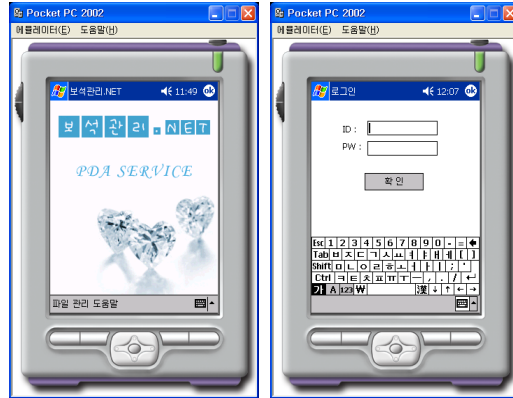 Pocket PC 2002
에뮬레이터(E) 도움말(H)
보석관리.NET 11:49 ok
보석관리.NET
PDA SERVICE
파일 관리 도움말
Pocket PC 2002
에뮬레이터(E) 도움말(H)
로그인 12:07 ok
ID :
PW :
확 인
Esc 1 2 3 4 5 6 7 8 9 0 - =
Tab ㅂ ㅈ ㄷ ㄱ ㅅ ㅛ ㅕ ㅑ ㅐ ㅔ [ ]
Shift ㅁ ㄴ ㅇ ㄹ ㅎ ㅗ ㅓ ㅏ ㅣ ; '
Ctrl ㅋ ㅌ ㅊ ㅍ ㅠ ㅜ ㅡ , . /
가 A 123 ₩ 漢 ↓ ↑ ← →